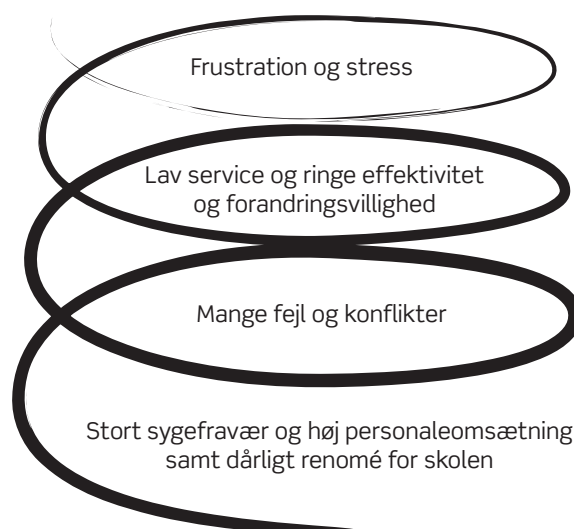 Frustration og stress
Lav service og ringe effektivitet
og forandringsvillighed
Mange fejl og konflikter
Stort sygefravær og høj personaleomsætning
samt dårligt renomé for skolen